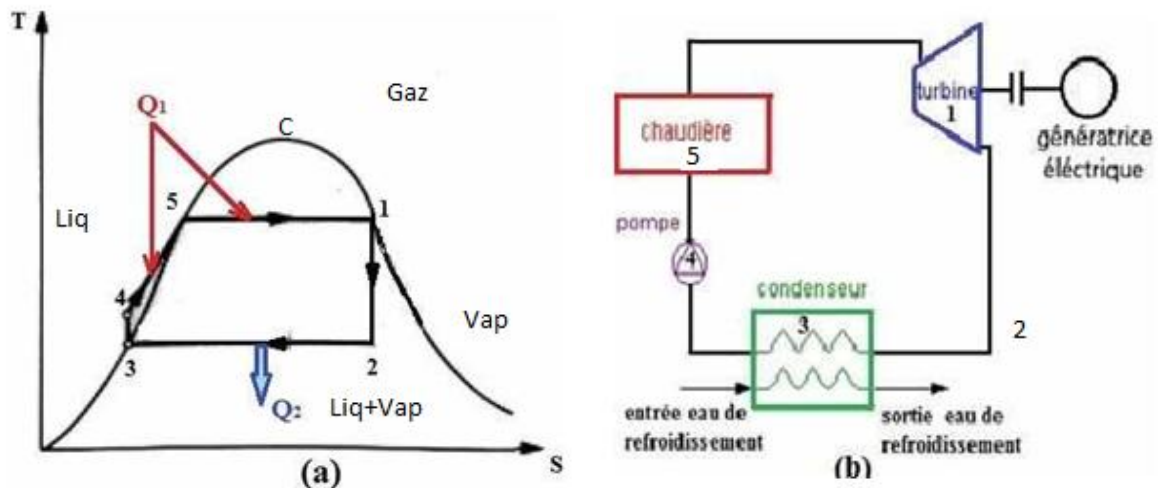 T
Gaz
Q1
C
Liq
5
1
4
Vap
3
2
Q2
Liq+Vap
S
(a)
turbine
1
chaudière
5
génératrice
éléctrique
pompe
4
condenseur
3
2
entrée eau de
refroidissement
sortie eau de
refroidissement
(b)